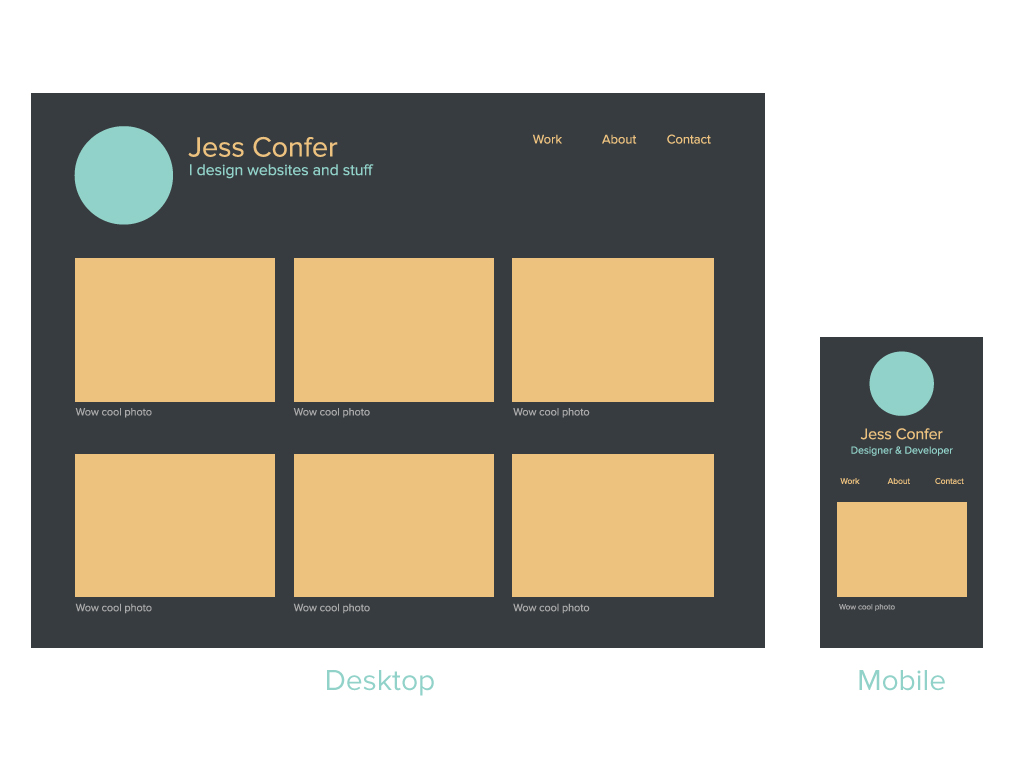 Jess Confer
I design websites and stuff
Work About Contact
Wow cool photo Wow cool photo Wow cool photo
Wow cool photo Wow cool photo Wow cool photo
Desktop
Jess Confer
Designer & Developer
Work About Contact
Wow cool photo
Mobile